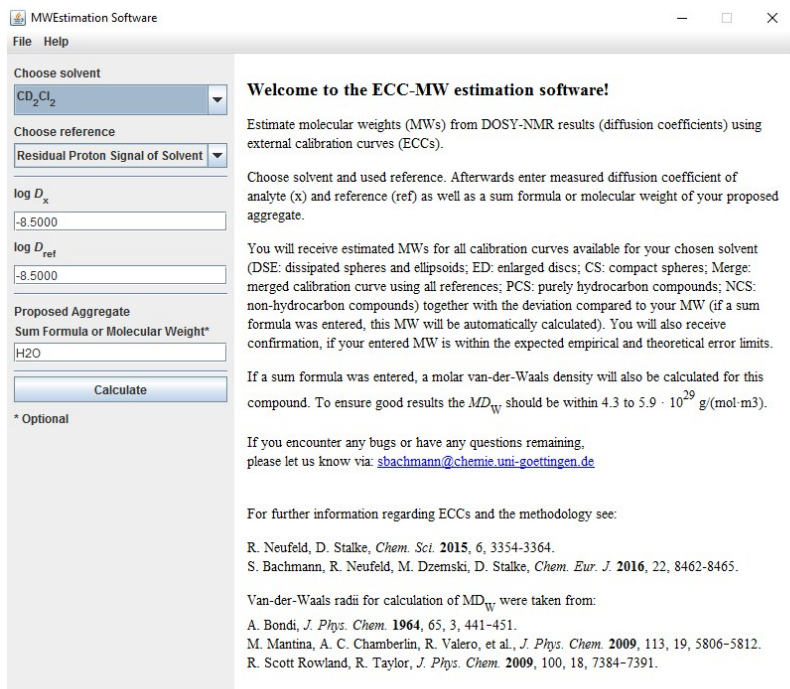 MWEstimation Software
File Help
Choose solvent
CD2Cl2
Choose reference
Residual Proton Signal of Solvent
log Dx
-8.5000
log Dref
-8.5000
Proposed Aggregate
Sum Formula or Molecular Weight*
H2O
Calculate
* Optional
Welcome to the ECC-MW estimation software!
Estimate molecular weights (MWs) from DOSY-NMR results (diffusion coefficients) using
external calibration curves (ECCs).
Choose solvent and used reference. Afterwards enter measured diffusion coefficient of
analyte (x) and reference (ref) as well as a sum formula or molecular weight of your proposed
aggregate.
You will receive estimated MWs for all calibration curves available for your chosen solvent
(DSE: dissipated spheres and ellipsoids; ED: enlarged discs; CS: compact spheres; Merge:
merged calibration curve using all references; PCS: purely hydrocarbon compounds; NCS:
non-hydrocarbon compounds) together with the deviation compared to your MW (if a sum
formula was entered, this MW will be automatically calculated). You will also receive
confirmation, if your entered MW is within the expected empirical and theoretical error limits.
If a sum formula was entered, a molar van-der-Waals density will also be calculated for this
compound. To ensure good results the MDW should be within 4.3 to 5.9 · 10^29 g/(mol·m3).
If you encounter any bugs or have any questions remaining,
please let us know via: sbachmann@chemie.uni-goettingen.de
For further information regarding ECCs and the methodology see:
R. Neufeld, D. Stalke, Chem. Sci. 2015, 6, 3354-3364.
S. Bachmann, R. Neufeld, M. Dzemski, D. Stalke, Chem. Eur. J. 2016, 22, 8462-8465.
Van-der-Waals radii for calculation of MDW were taken from:
A. Bondi, J. Phys. Chem. 1964, 65, 3, 441–451.
M. Mantina, A. C. Chamberlin, R. Valero, et al., J. Phys. Chem. 2009, 113, 19, 5806–5812.
R. Scott Rowland, R. Taylor, J. Phys. Chem. 2009, 100, 18, 7384–7391.